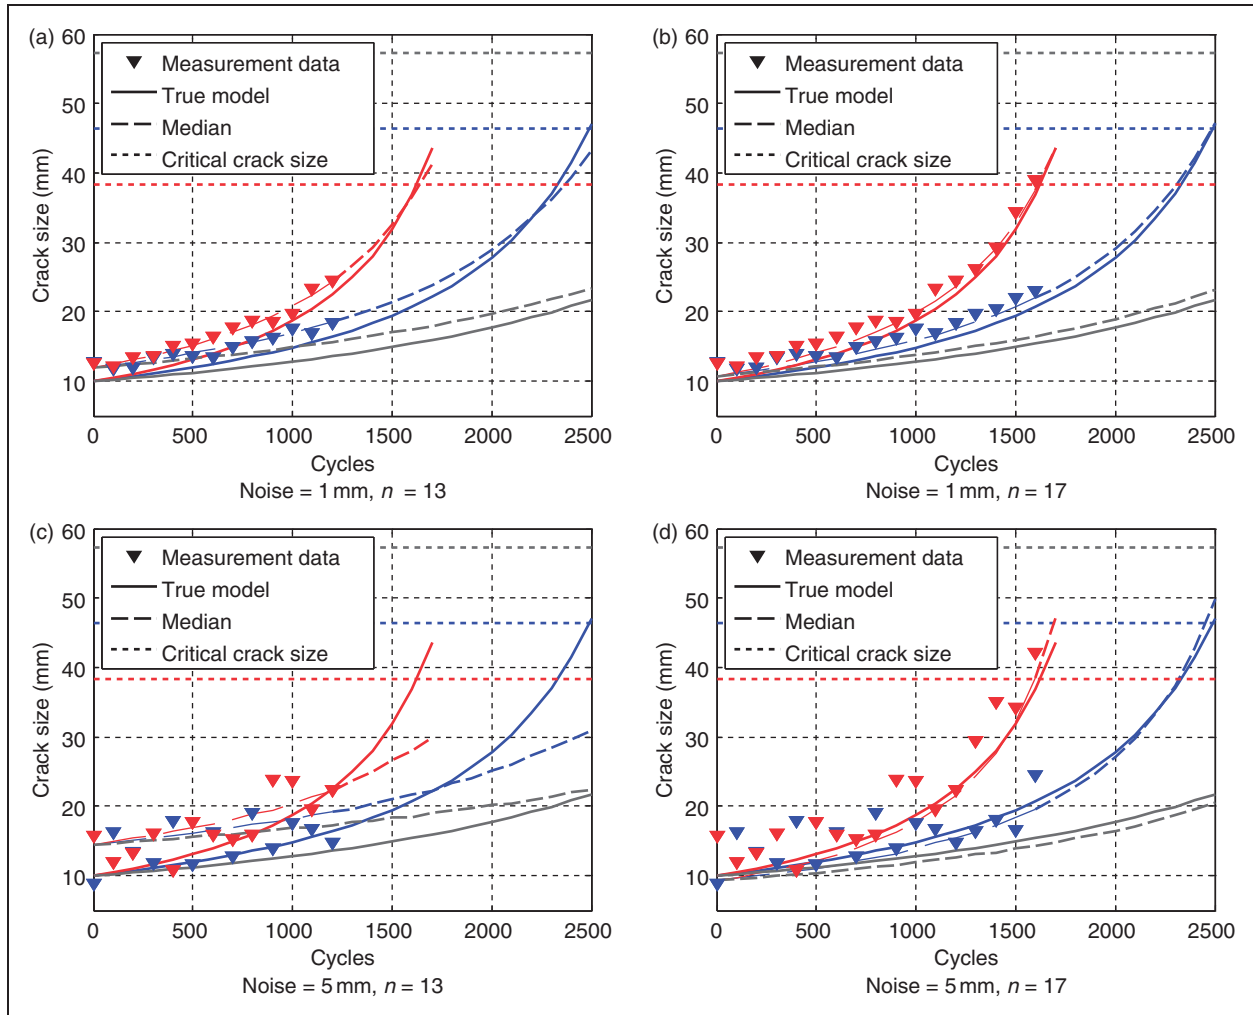 (a)
60
50
40
30
20
10
Crack size (mm)
Measurement data
True model
Median
Critical crack size
0 500 1000 1500 2000 2500
Cycles
Noise = 1 mm, n = 13
(b)
60
50
40
30
20
10
Crack size (mm)
Measurement data
True model
Median
Critical crack size
0 500 1000 1500 2000 2500
Cycles
Noise = 1 mm, n = 17
(c)
60
50
40
30
20
10
Crack size (mm)
Measurement data
True model
Median
Critical crack size
0 500 1000 1500 2000 2500
Cycles
Noise = 5 mm, n = 13
(d)
60
50
40
30
20
10
Crack size (mm)
Measurement data
True model
Median
Critical crack size
0 500 1000 1500 2000 2500
Cycles
Noise = 5 mm, n = 17